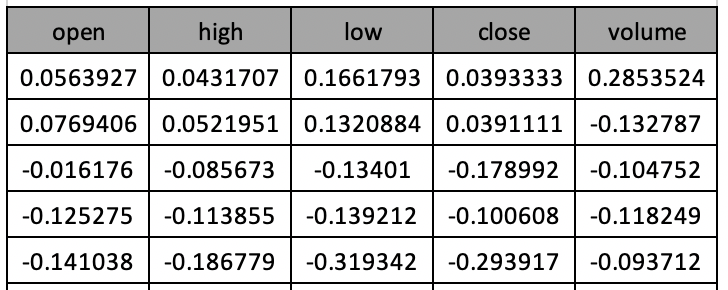 open high low close volume
0.0563927 0.0431707 0.1661793 0.0393333 0.2853524
0.0769406 0.0521951 0.1320884 0.0391111 -0.132787
-0.016176 -0.085673 -0.13401 -0.178992 -0.104752
-0.125275 -0.113855 -0.139212 -0.100608 -0.118249
-0.141038 -0.186779 -0.319342 -0.293917 -0.093712